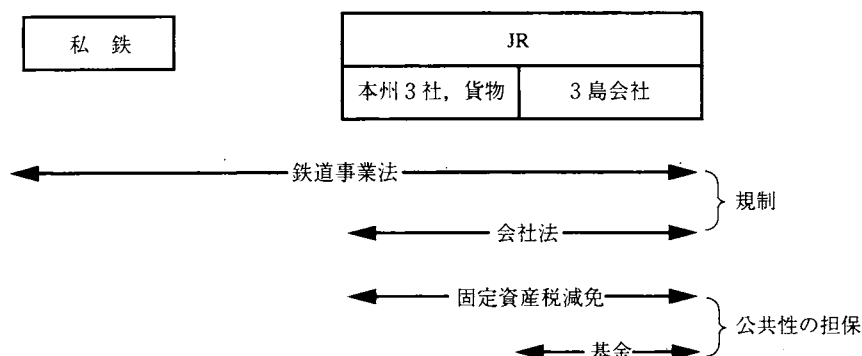 私 鉄
JR
本州3社，貨物
3島会社
鉄道事業法
規制
会社法
固定資産税減免
公共性の担保
基金